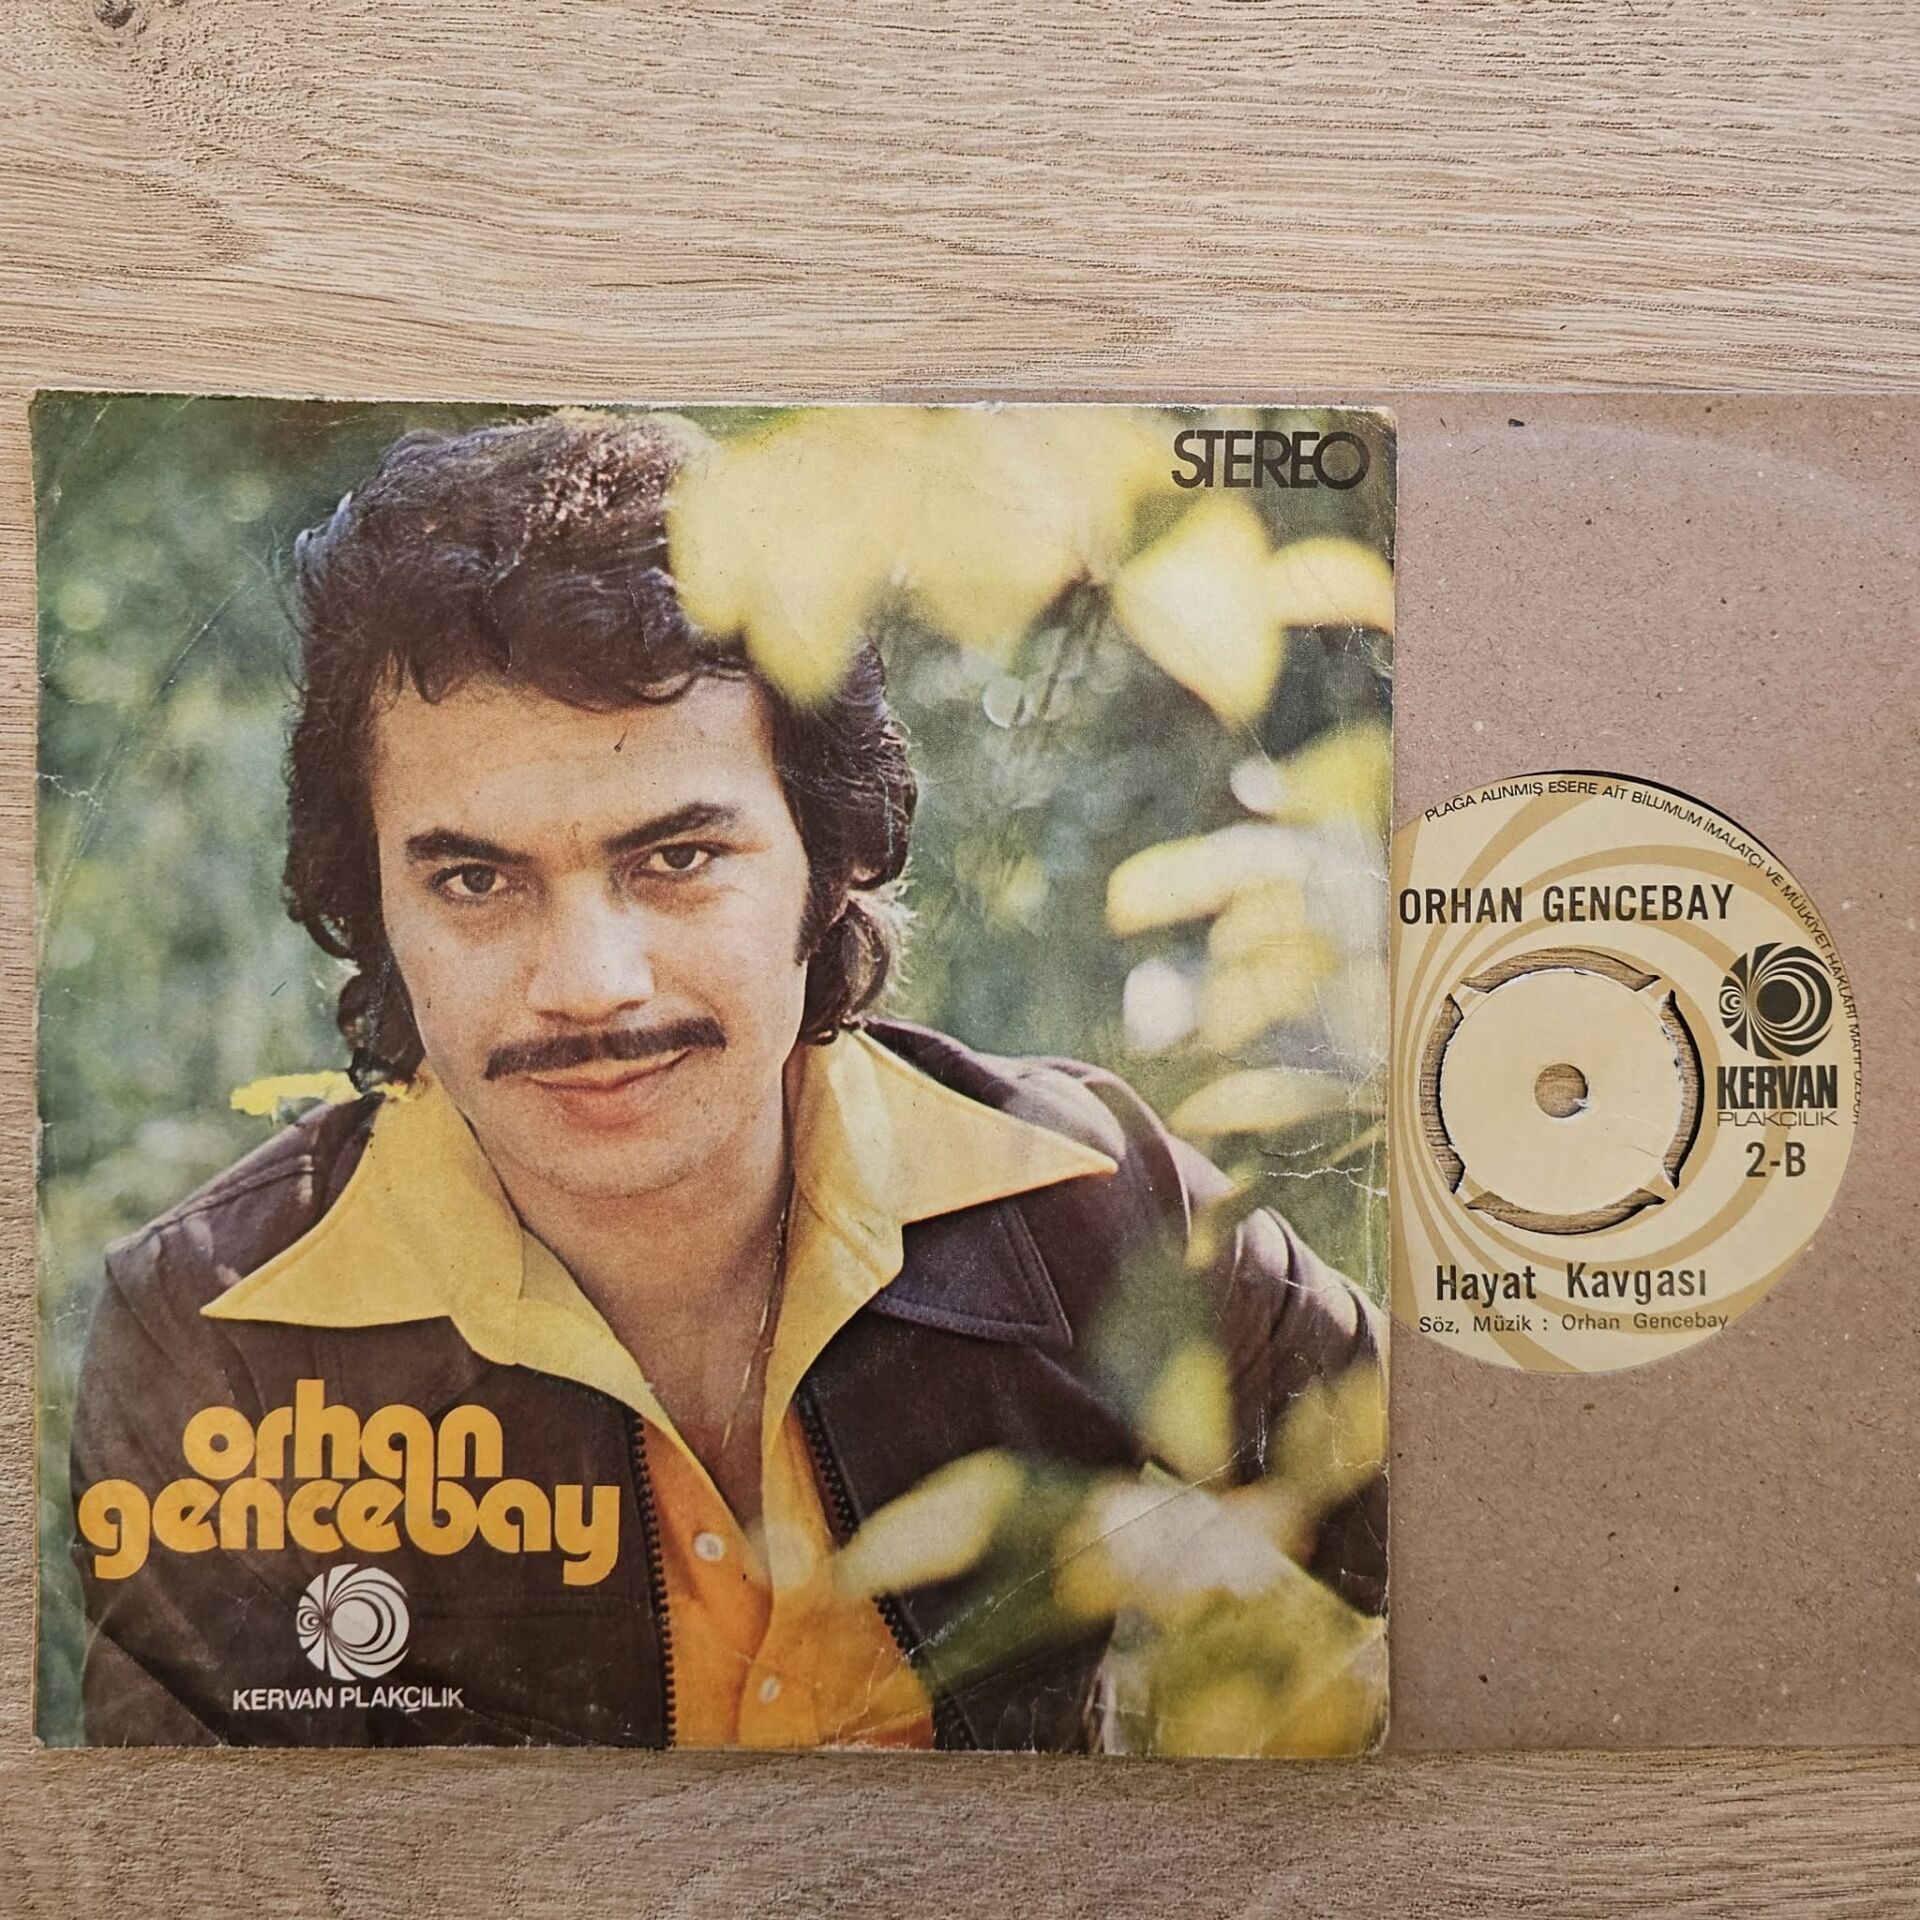 STEREO
orhan
gencebay
KERVAN PLAKÇILIK
PLAĞA ALINMIŞ ESERE AİT BİLUMUM İMALATÇI VE MÜLKİYET HAKLARI
ORHAN GENCEBAY
KERVAN
PLAKÇILIK
2-B
Hayat Kavgası
Söz, Müzik : Orhan Gencebay